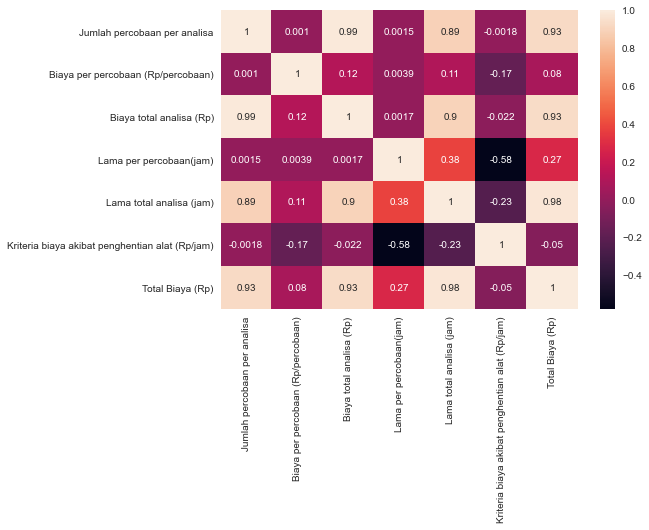 Jumlah percobaan per analisa 1 0.001 0.99 0.0015 0.89 -0.0018 0.93
Biaya per percobaan (Rp/percobaan) 0.001 1 0.12 0.0039 0.11 -0.17 0.08
Biaya total analisa (Rp) 0.99 0.12 1 0.0017 0.9 -0.022 0.93
Lama per percobaan(jam) 0.0015 0.0039 0.0017 1 0.38 -0.58 0.27
Lama total analisa (jam) 0.89 0.11 0.9 0.38 1 -0.23 0.98
Kriteria biaya akibat penghentian alat (Rp/jam) -0.0018 -0.17 -0.022 -0.58 -0.23 1 -0.05
Total Biaya (Rp) 0.93 0.08 0.93 0.27 0.98 -0.05 1
Jumlah percobaan per analisa
Biaya per percobaan (Rp/percobaan)
Biaya total analisa (Rp)
Lama per percobaan(jam)
Lama total analisa (jam)
Kriteria biaya akibat penghentian alat (Rp/jam)
Total Biaya (Rp)
1.0
0.8
0.6
0.4
0.2
0.0
−0.2
−0.4